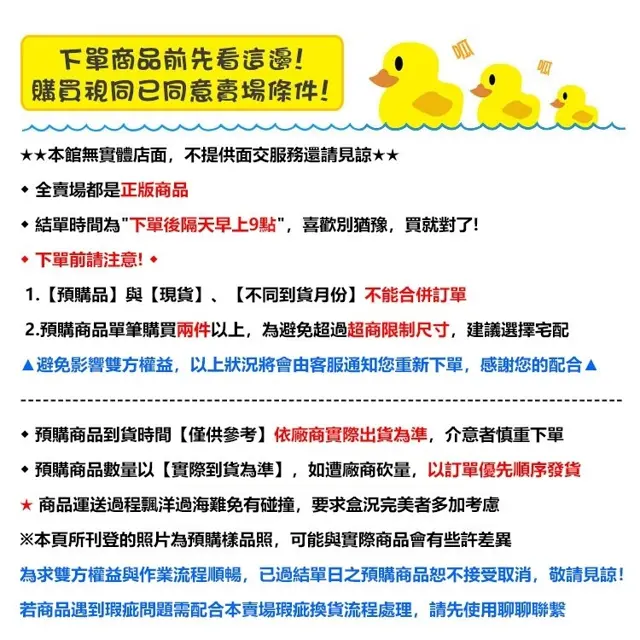 下單商品前先看這邊!
購買視同已同意賣場條件!
呱
呱
★★本館無實體店面，不提供面交服務還請見諒★★
◆ 全賣場都是正版商品
◆ 結單時間為"下單後隔天早上9點"，喜歡別猶豫，買就對了!
◆ 下單前請注意! ◆
1.【預購品】與【現貨】、【不同到貨月份】不能合併訂單
2.預購商品單筆購買兩件以上，為避免超過超商限制尺寸，建議選擇宅配
▲避免影響雙方權益，以上狀況將會由客服通知您重新下單，感謝您的配合▲
◆ 預購商品到貨時間【僅供參考】依廠商實際出貨為準，介意者慎重下單
◆ 預購商品數量以【實際到貨為準】，如遭廠商砍量，以訂單優先順序發貨
★ 商品運送過程飄洋過海難免有碰撞，要求盒況完美者多加考慮
※本頁所刊登的照片為預購樣品照，可能與實際商品會有些許差異
為求雙方權益與作業流程順暢，已過結單日之預購商品恕不接受取消，敬請見諒!
若商品遇到瑕疵問題需配合本賣場瑕疵換貨流程處理，請先使用聊聊聯繫